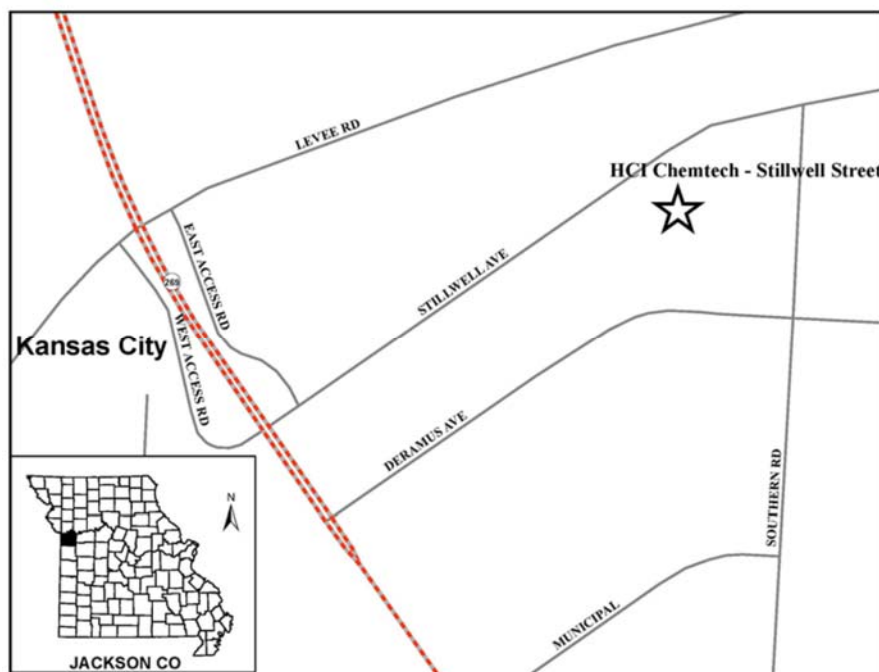 LEVEE RD
HCI Chemtech - Stillwell Street
EAST ACCESS RD
STILLWELL AVE
269
Kansas City
WEST ACCESS RD
DERAMUS AVE
SOUTHERN RD
N
MUNICIPAL
JACKSON CO